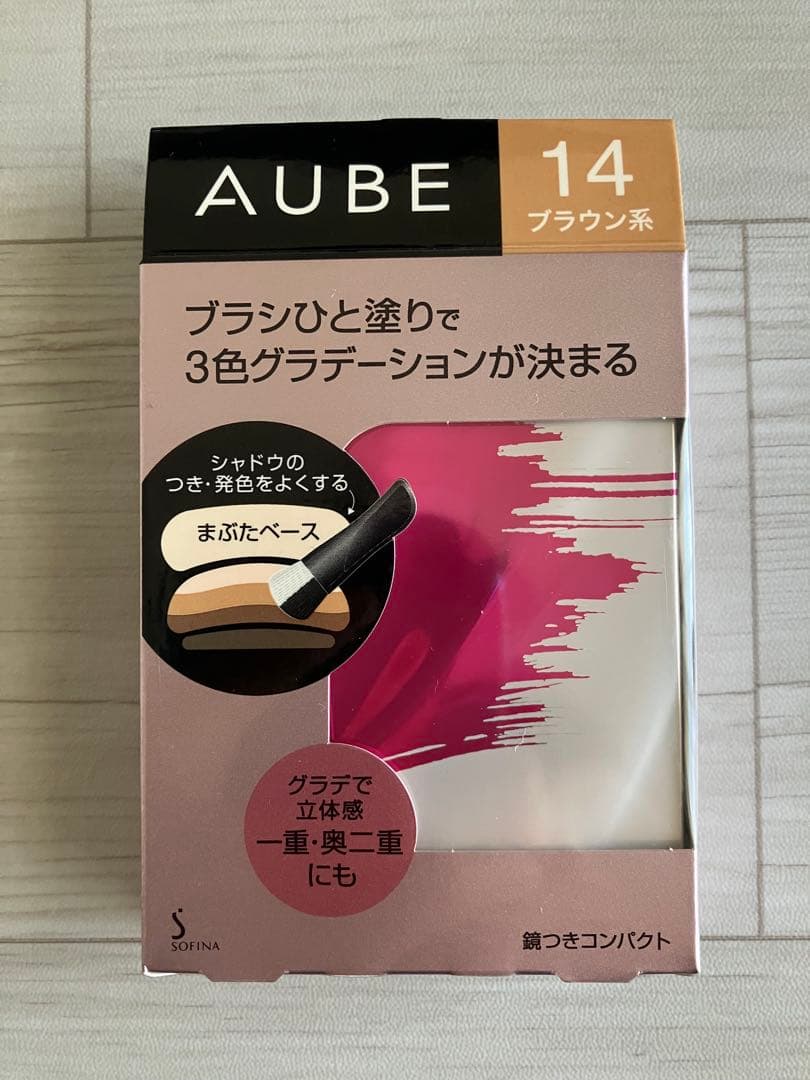 AUBE
14
ブラウン系
ブラシひと塗りで
3色グラデーションが決まる
シャドウの
つき・発色をよくする
まぶたベース
グラデで
立体感
一重・奥二重
にも
SOFINA
鏡つきコンパクト